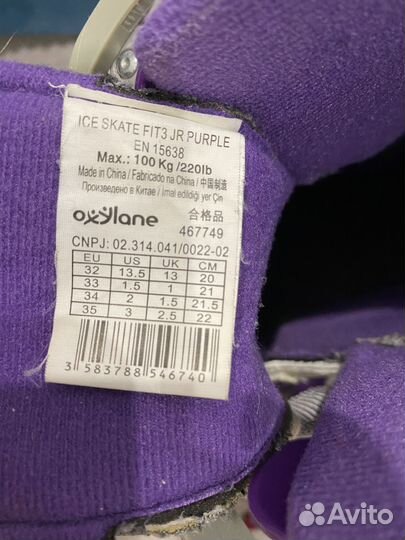 ICE SKATE FIT3 JR PURPLE
EN 15638
Max.: 100 Kg /220lb
Made in China / Fabricado na China / 中国制造
Произведено в Китае / Imal edildiği yer Çin
oxylane 合格品
467749
CNPJ: 02.314.041/0022-02
EU US UK CM
32 13.5 13 20
33 1.5 1 21
34 2 1.5 21.5
35 3 2.5 22
3 583788 546740
Avito